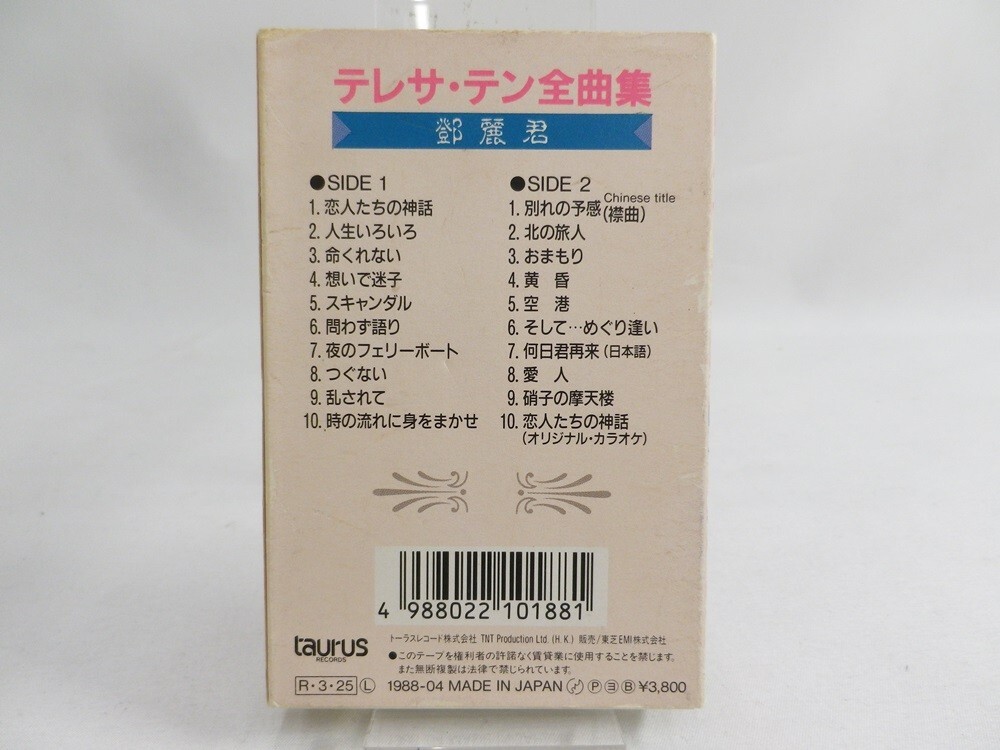 テレサ・テン全曲集
鄧麗君
●SIDE 1
1. 恋人たちの神話
2. 人生いろいろ
3. 命くれない
4. 想いで迷子
5. スキャンダル
6. 問わず語り
7. 夜のフェリーボート
8. つぐない
9. 乱されて
10. 時の流れに身をまかせ
●SIDE 2
1. 別れの予感 Chinese title (襟曲)
2. 北の旅人
3. おまもり
4. 黄 昏
5. 空 港
6. そして…めぐり逢い
7. 何日君再来 (日本語)
8. 愛 人
9. 硝子の摩天楼
10. 恋人たちの神話
(オリジナル・カラオケ)
4 988022 101881
taurus
RECORDS
トーラスレコード株式会社 TNT Production Ltd. (H. K.) 販売/東芝EMI株式会社
●このテープを権利者の許諾なく賃貸業に使用することを禁じます。
また無断複製は法律で禁じられています。
R・3・25 Ⓛ 1988-04 MADE IN JAPAN Ⓟ ㋵ Ⓑ ¥3,800